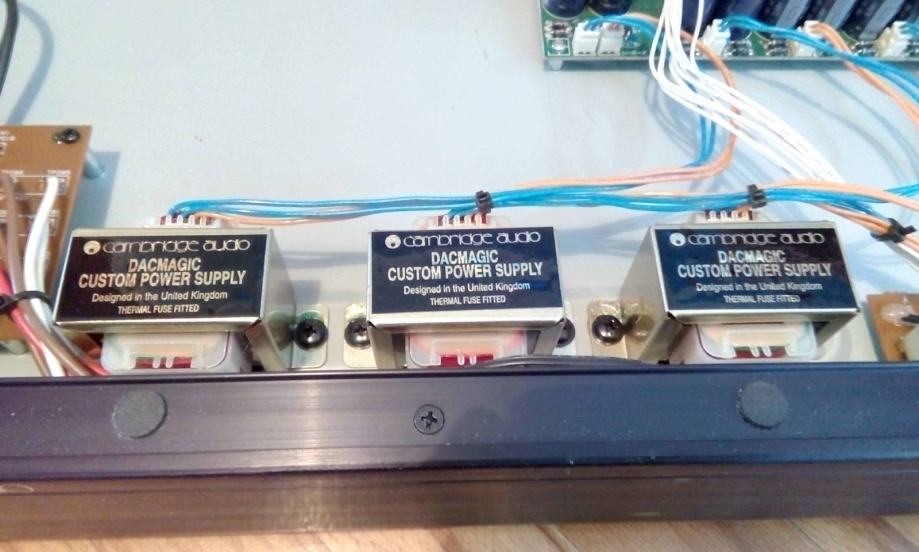 cambridge audio
DACMAGIC
CUSTOM POWER SUPPLY
Designed in the United Kingdom
THERMAL FUSE FITTED
cambridge audio
DACMAGIC
CUSTOM POWER SUPPLY
Designed in the United Kingdom
THERMAL FUSE FITTED
cambridge audio
DACMAGIC
CUSTOM POWER SUPPLY
Designed in the United Kingdom
THERMAL FUSE FITTED